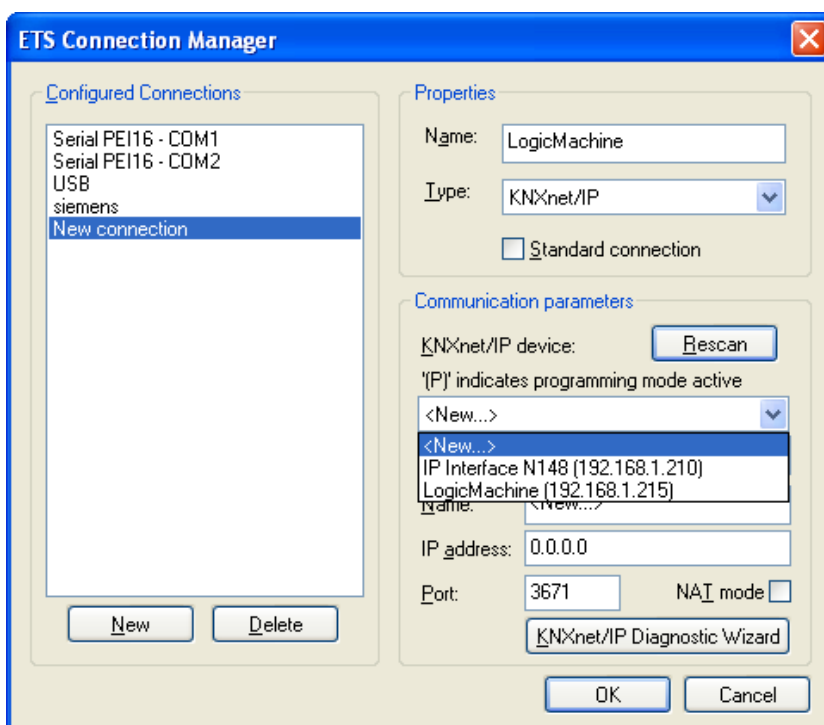 ETS Connection Manager
Configured Connections
Serial PEI16 - COM1
Serial PEI16 - COM2
USB
siemens
New connection
New
Delete
Properties
Name:
LogicMachine
Type:
KNXnet/IP
Standard connection
Communication parameters
KNXnet/IP device:
Rescan
'(P)' indicates programming mode active
<New...>
<New...>
IP Interface N148 (192.168.1.210)
LogicMachine (192.168.1.215)
Name:
<New...>
IP address:
0.0.0.0
Port:
3671
NAT mode
KNXnet/IP Diagnostic Wizard
OK
Cancel